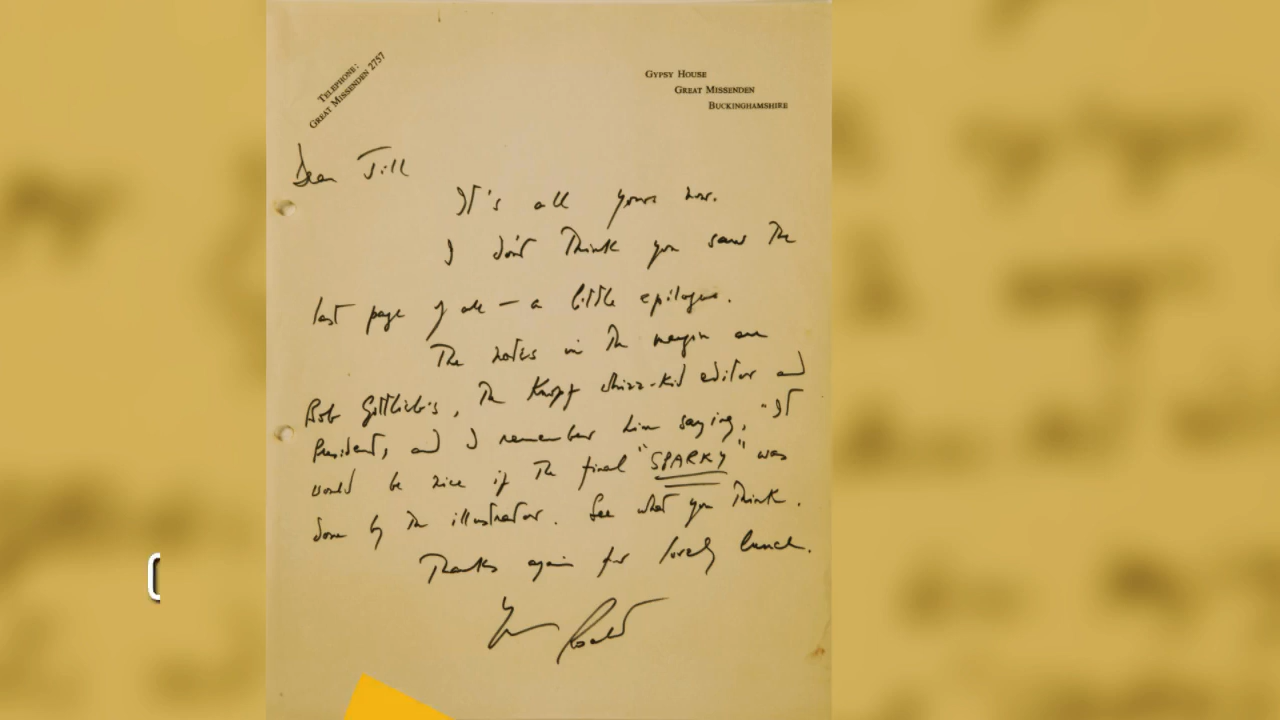 TELEPHONE:
GREAT MISSENDEN 2757
GYPSY HOUSE
GREAT MISSENDEN
BUCKINGHAMSHIRE
Dear Jill
It's all yours now.
I don't think you saw the
last page of all — a little epilogue.
The notes in the margin are
Bob Gottlieb's, the Knopf whizz-kid editor and
President, and I remember him saying, "It
would be nice if the final "SPARKY" was
done by the illustrator. See what you think.
Thanks again for lovely lunch.
Yours Roald